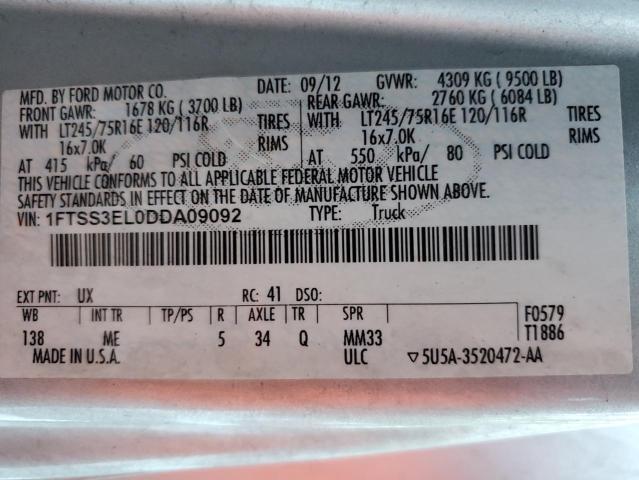 MFD. BY FORD MOTOR CO. DATE: 09/12 GVWR: 4309 KG ( 9500 LB)
FRONT GAWR: 1678 KG ( 3700 LB) REAR GAWR: 2760 KG ( 6084 LB)
WITH LT245/75R16E 120/116R TIRES WITH LT245/75R16E 120/116R TIRES
16x7.0K RIMS 16x7.0K RIMS
AT 415 kPa/ 60 PSI COLD AT 550 kPa/ 80 PSI COLD
THIS VEHICLE CONFORMS TO ALL APPLICABLE FEDERAL MOTOR VEHICLE
SAFETY STANDARDS IN EFFECT ON THE DATE OF MANUFACTURE SHOWN ABOVE.
VIN: 1FTSS3EL0DDA09092 TYPE: Truck
EXT PNT: UX RC: 41 DSO:
WB INT TR TP/PS R AXLE TR SPR F0579
138 ME 5 34 Q MM33 T1886
MADE IN U.S.A. ULC ▽5U5A-3520472-AA